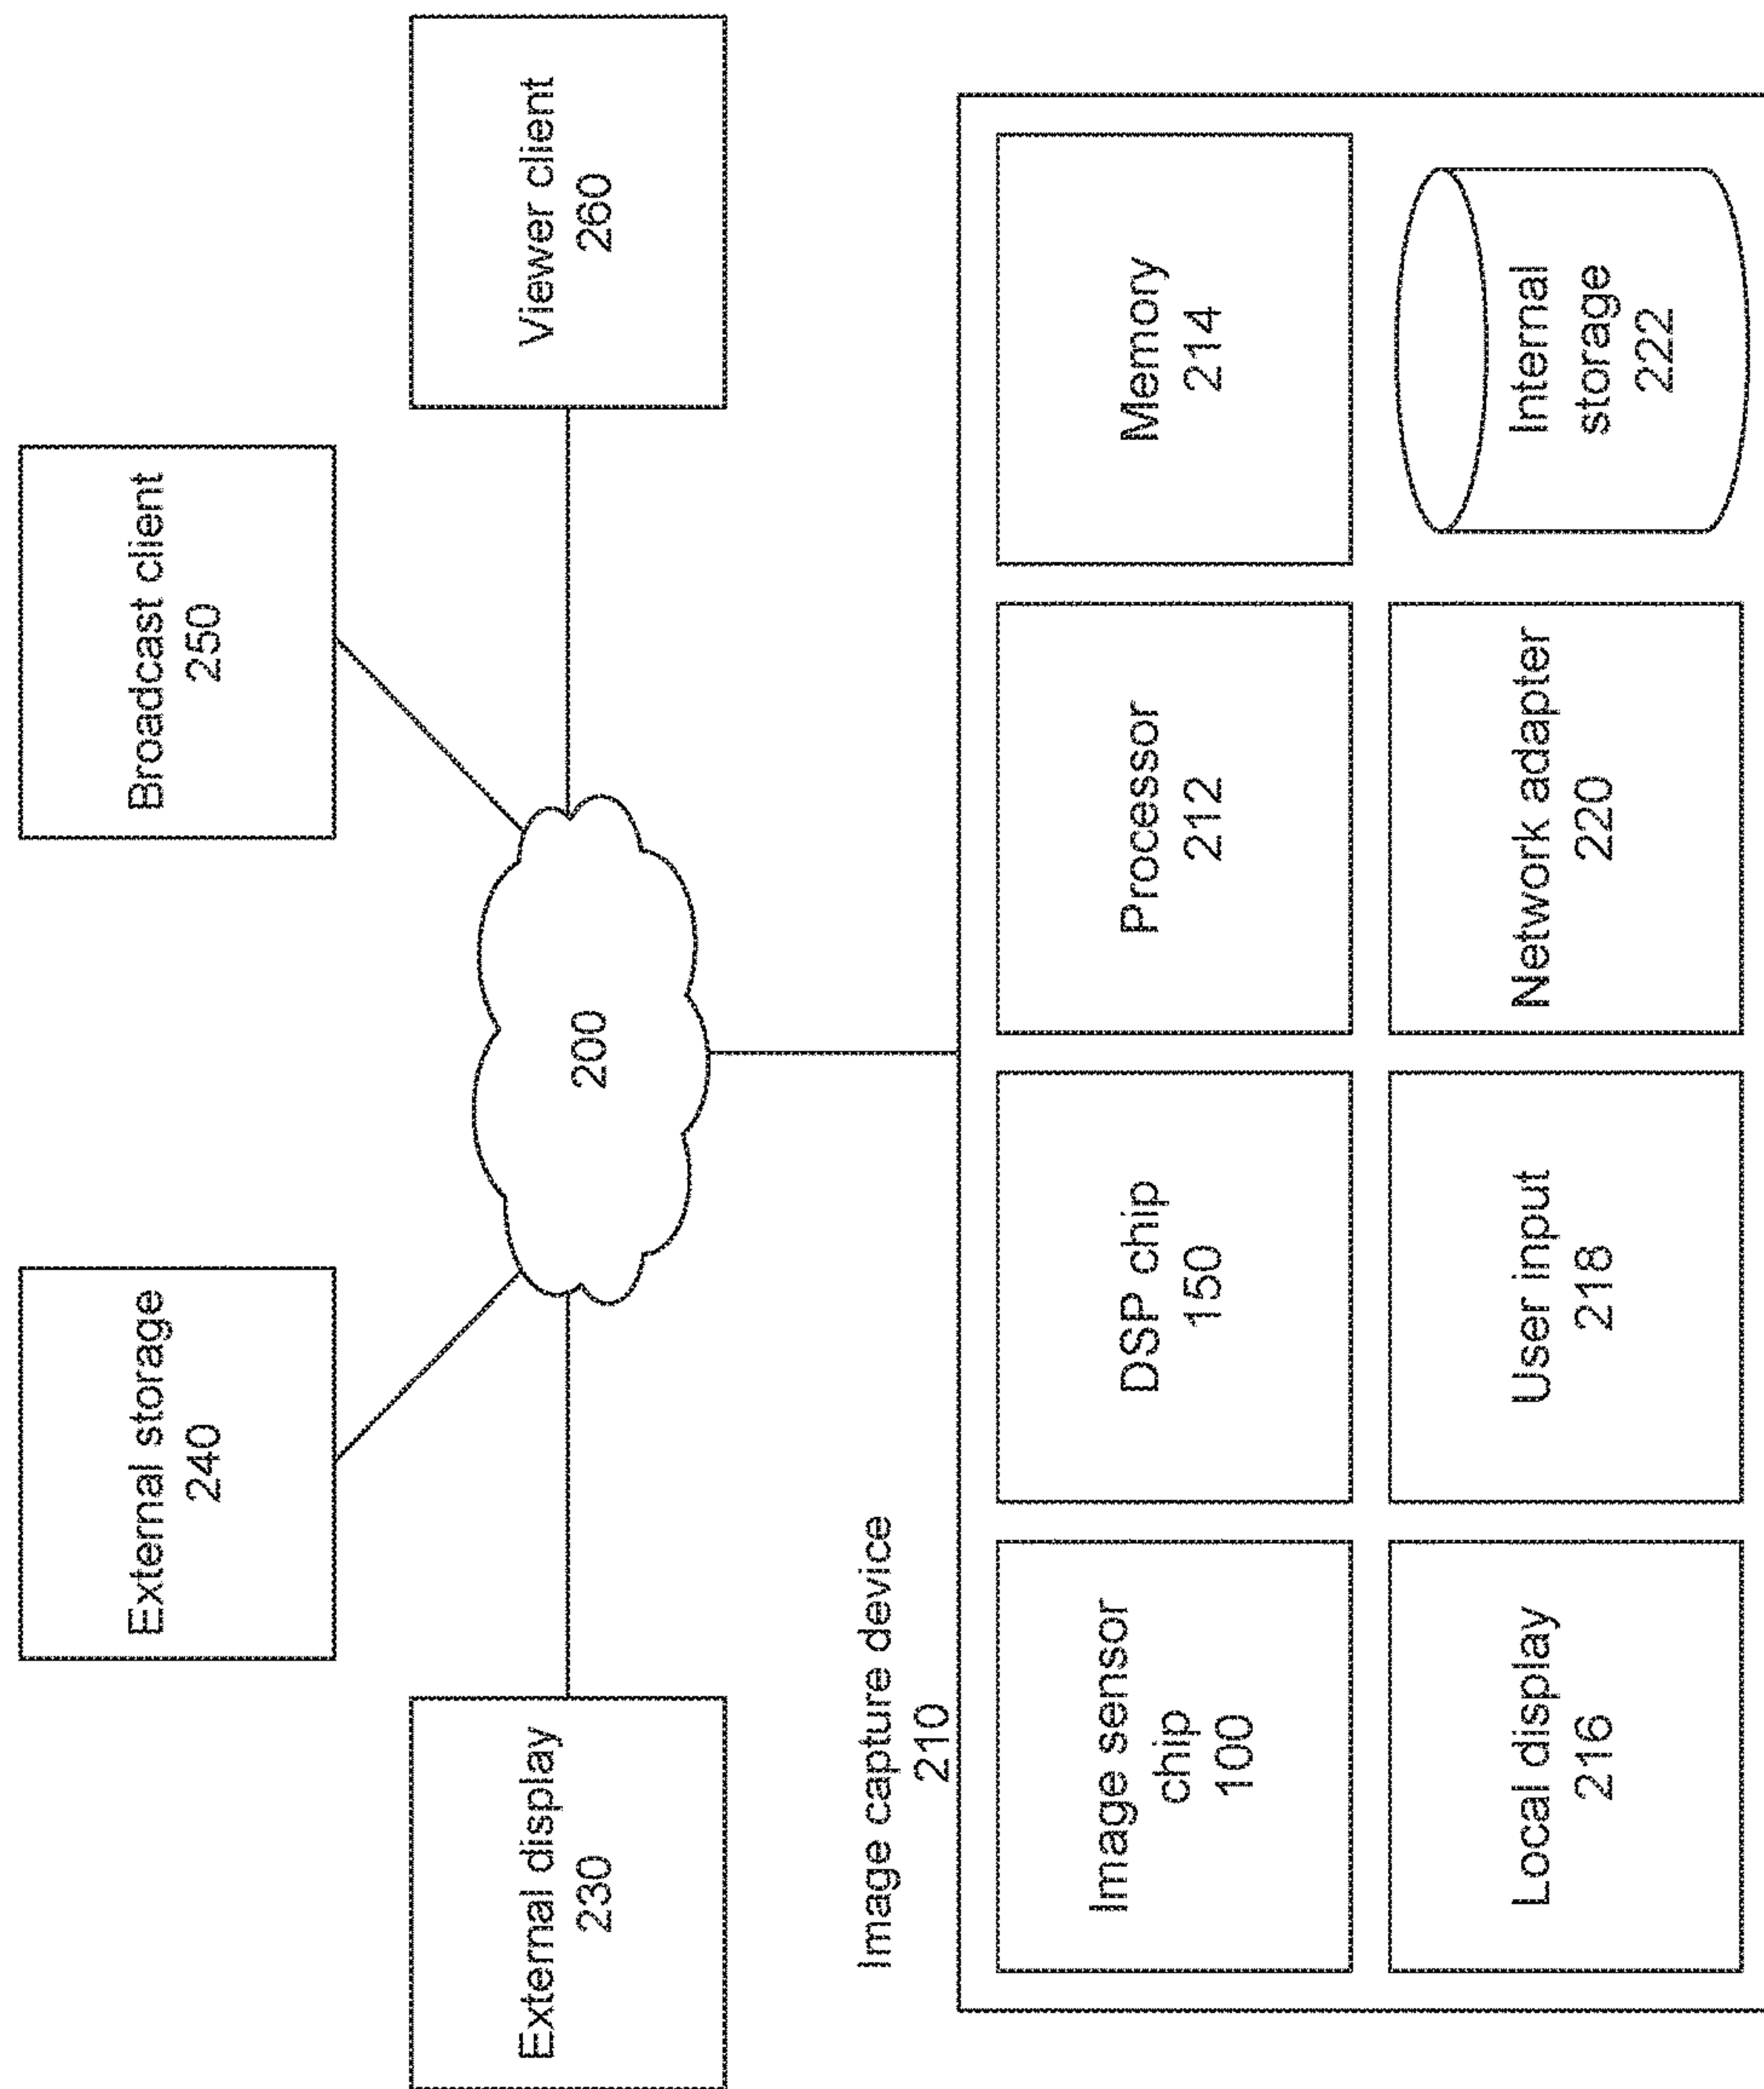 External storage
240
Broadcast client
250
External display
230
200
Viewer client
260
Image capture device
210
Image sensor
chip
100
DSP chip
150
Processor
212
Memory
214
Local display
216
User input
218
Network adapter
220
Internal
storage
222